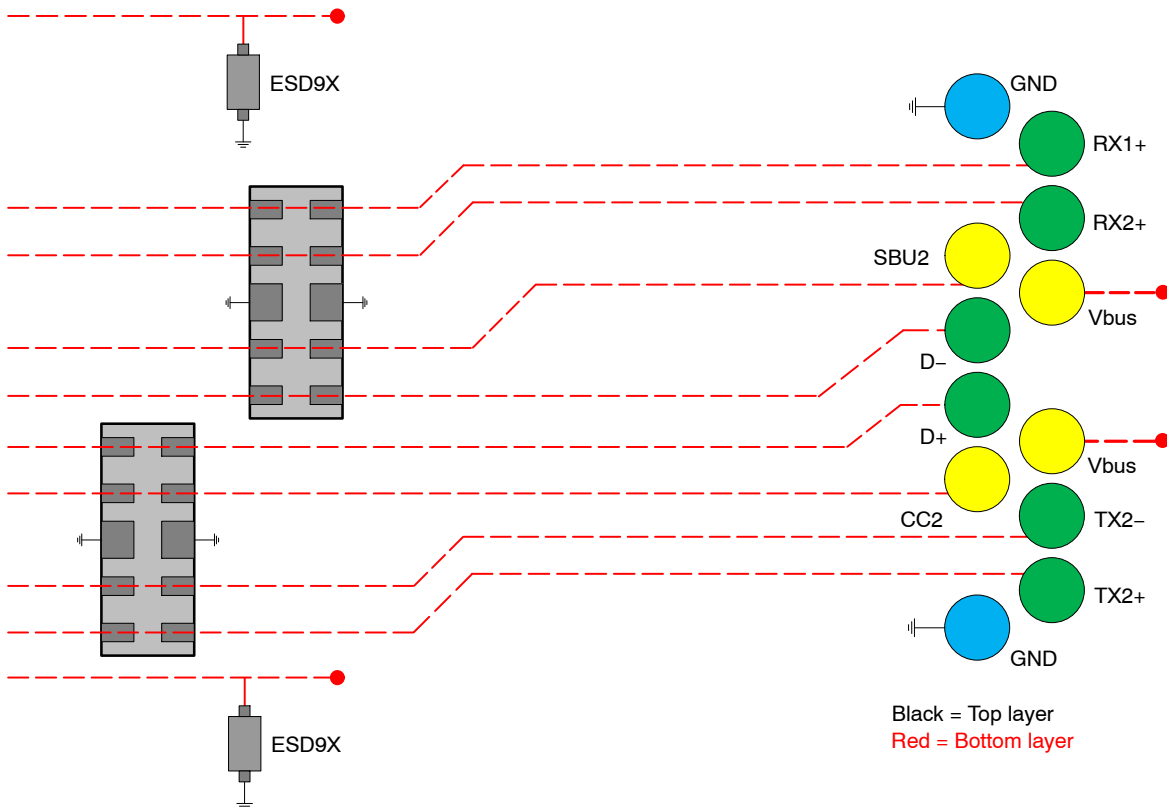 ESD9X
GND
RX1+
RX2+
SBU2
Vbus
D−
D+
Vbus
CC2
TX2−
TX2+
GND
Black = Top layer
Red = Bottom layer
ESD9X